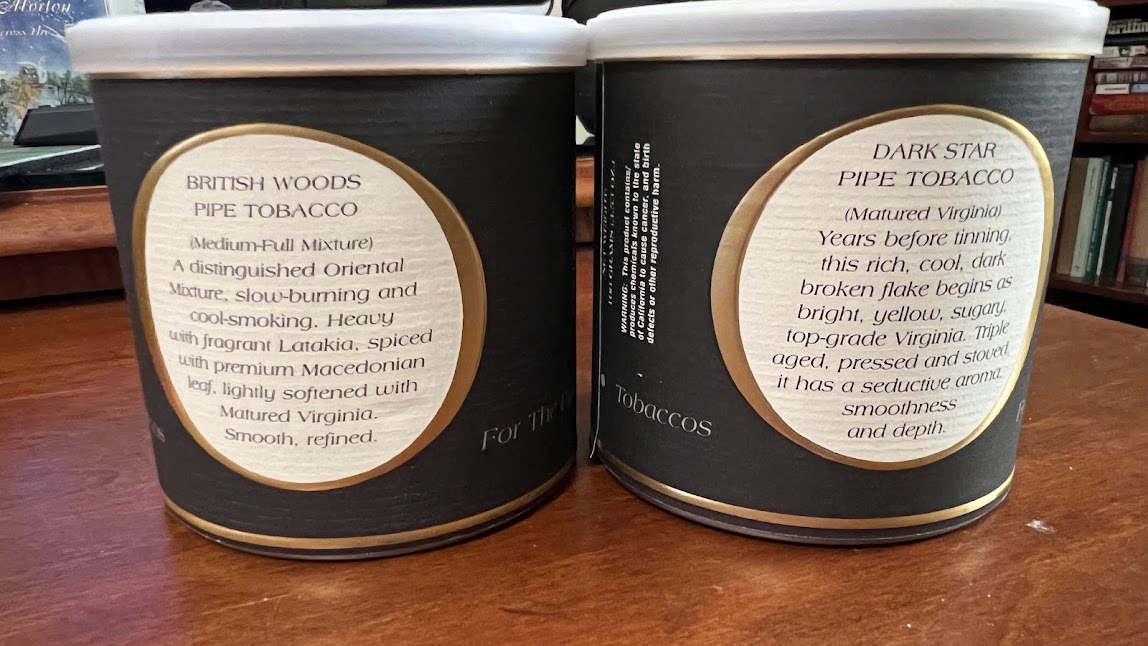 Morton
BRITISH WOODS
PIPE TOBACCO
(Medium-Full Mixture)
A distinguished Oriental
Mixture, slow-burning and
cool-smoking. Heavy
with fragrant Latakia, spiced
with premium Macedonian
leaf, lightly softened with
Matured Virginia.
Smooth, refined.
For The
WARNING: This product contains/
produces chemicals known to the state
of California to cause cancer, and birth
defects or other reproductive harm.
Tobaccos
DARK STAR
PIPE TOBACCO
(Matured Virginia)
Years before tinning,
this rich, cool, dark
broken flake begins as
bright, yellow, sugary,
top-grade Virginia. Triple
aged, pressed and stoved,
it has a seductive aroma,
smoothness
and depth.